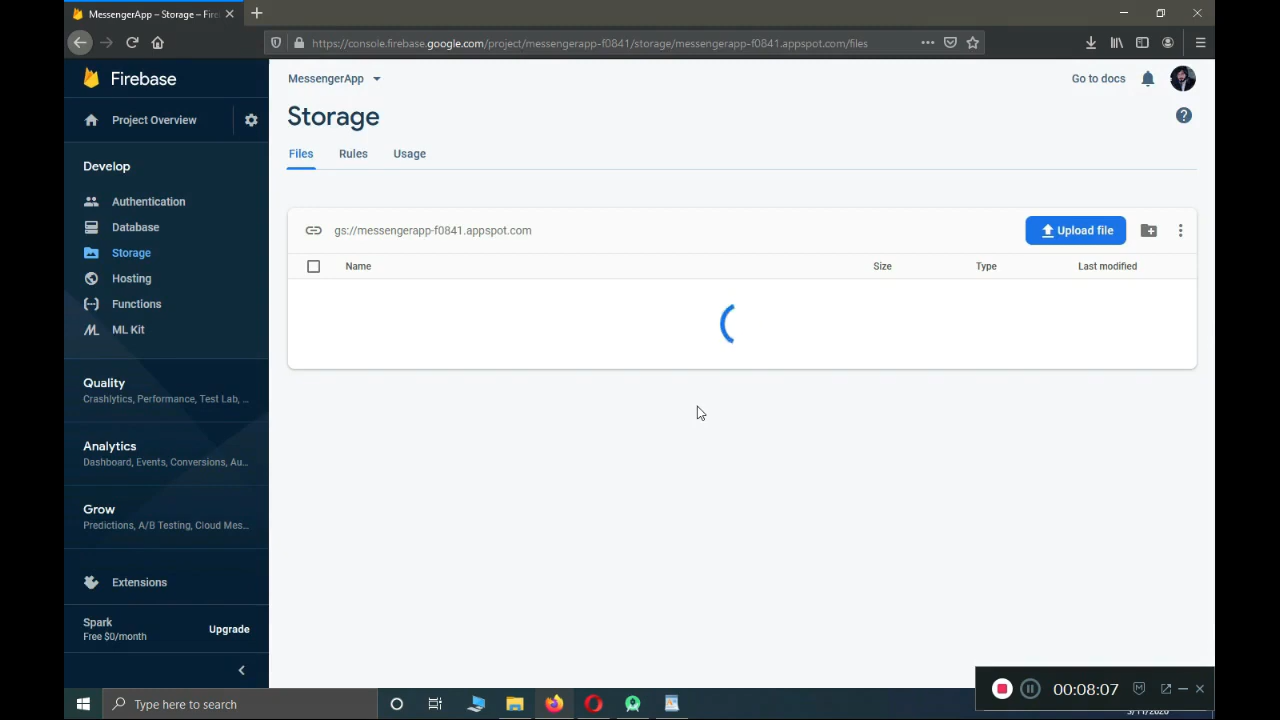 MessengerApp – Storage – Fire
https://console.firebase.google.com/project/messengerapp-f0841/storage/messengerapp-f0841.appspot.com/files
Firebase
MessengerApp
Go to docs
Project Overview
Storage
Develop
Files Rules Usage
Authentication
Database
Storage
Hosting
Functions
ML Kit
gs://messengerapp-f0841.appspot.com
Upload file
Name Size Type Last modified
Quality
Crashlytics, Performance, Test Lab, ...
Analytics
Dashboard, Events, Conversions, Au...
Grow
Predictions, A/B Testing, Cloud Mes...
Extensions
Spark
Free $0/month
Upgrade
Type here to search
00:08:07